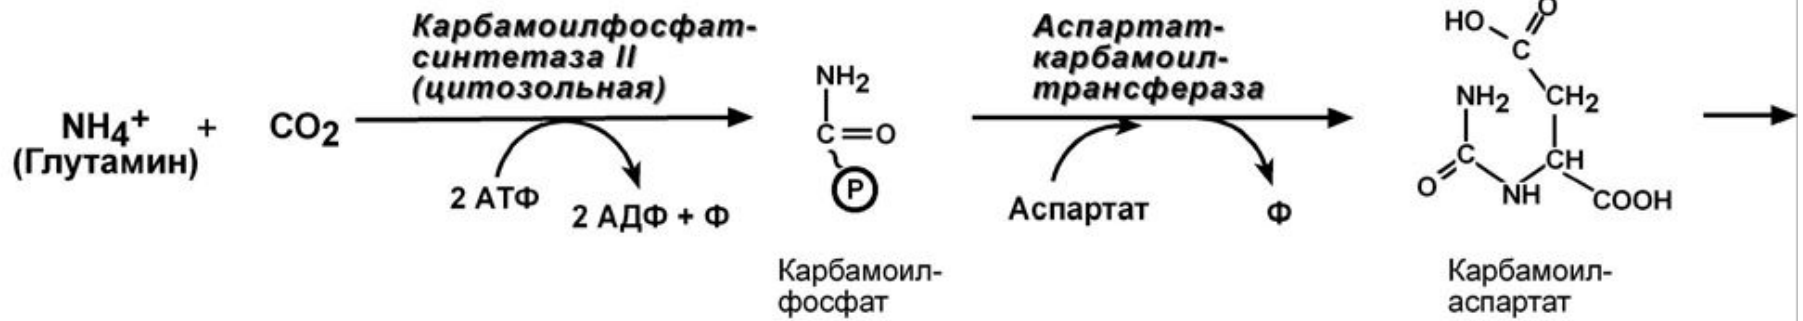 Карбамоилфосфат-
синтетаза II
(цитозольная)
NH4+ + CO2
(Глутамин)
2 АТФ
2 АДФ + Ф
NH2
C=O
P
Карбамоил-
фосфат
Аспартат-
карбамоил-
трансфераза
Аспартат
Ф
O
HO
C
NH2
CH2
C
CH
O
NH
COOH
Карбамоил-
аспартат